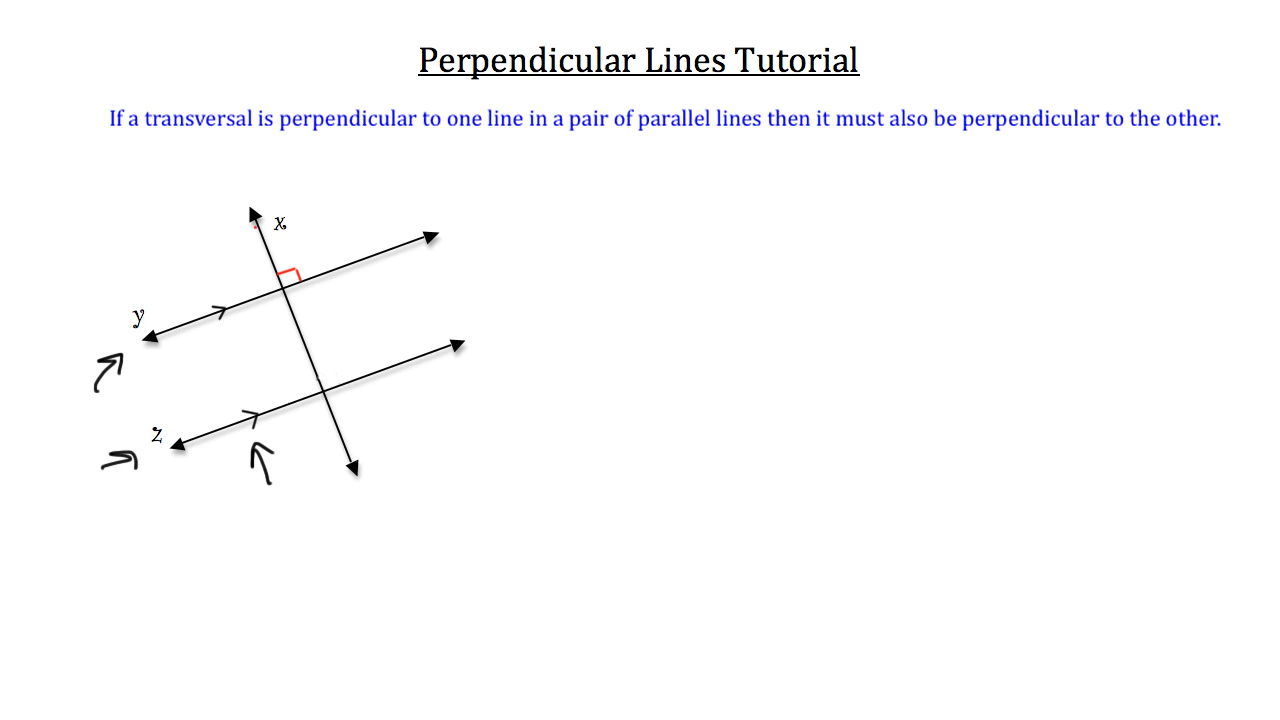 Perpendicular Lines Tutorial
If a transversal is perpendicular to one line in a pair of parallel lines then it must also be perpendicular to the other.
x
y
z